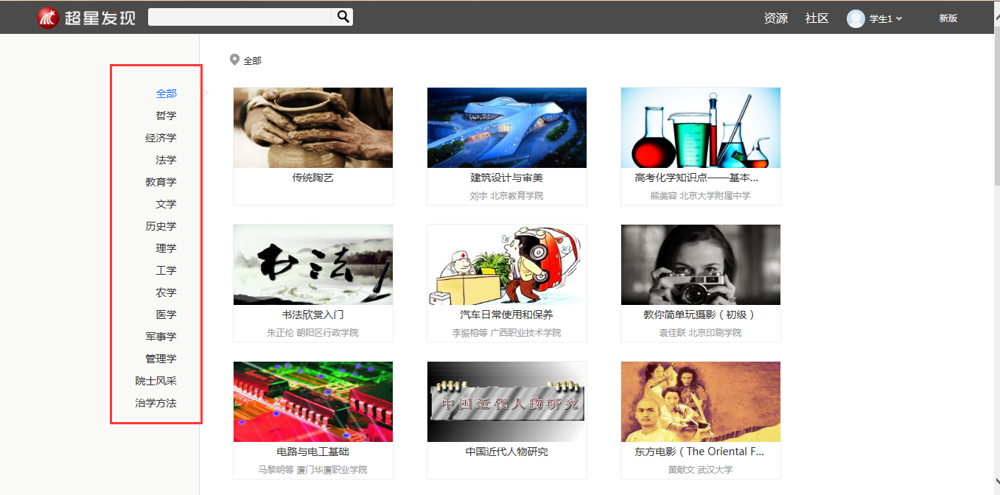 超星发现
资源 社区 学生1 新版
全部
哲学
经济学
法学
教育学
文学
历史学
理学
工学
农学
医学
军事学
管理学
院士风采
治学方法
全部
传统陶艺
建筑设计与审美
刘宇 北京教育学院
高考化学知识点——基本...
熊美容 北京大学附属中学
书法
书法欣赏入门
朱正伦 朝阳区行政学院
汽车日常使用和保养
李振榕等 广西职业技术学院
教你简单玩摄影（初级）
袁佳联 北京印刷学院
电路与电工基础
马黎明等 厦门华厦职业学院
中国近代人物研究
中国近代人物研究
东方电影（The Oriental F...
黄献文 武汉大学